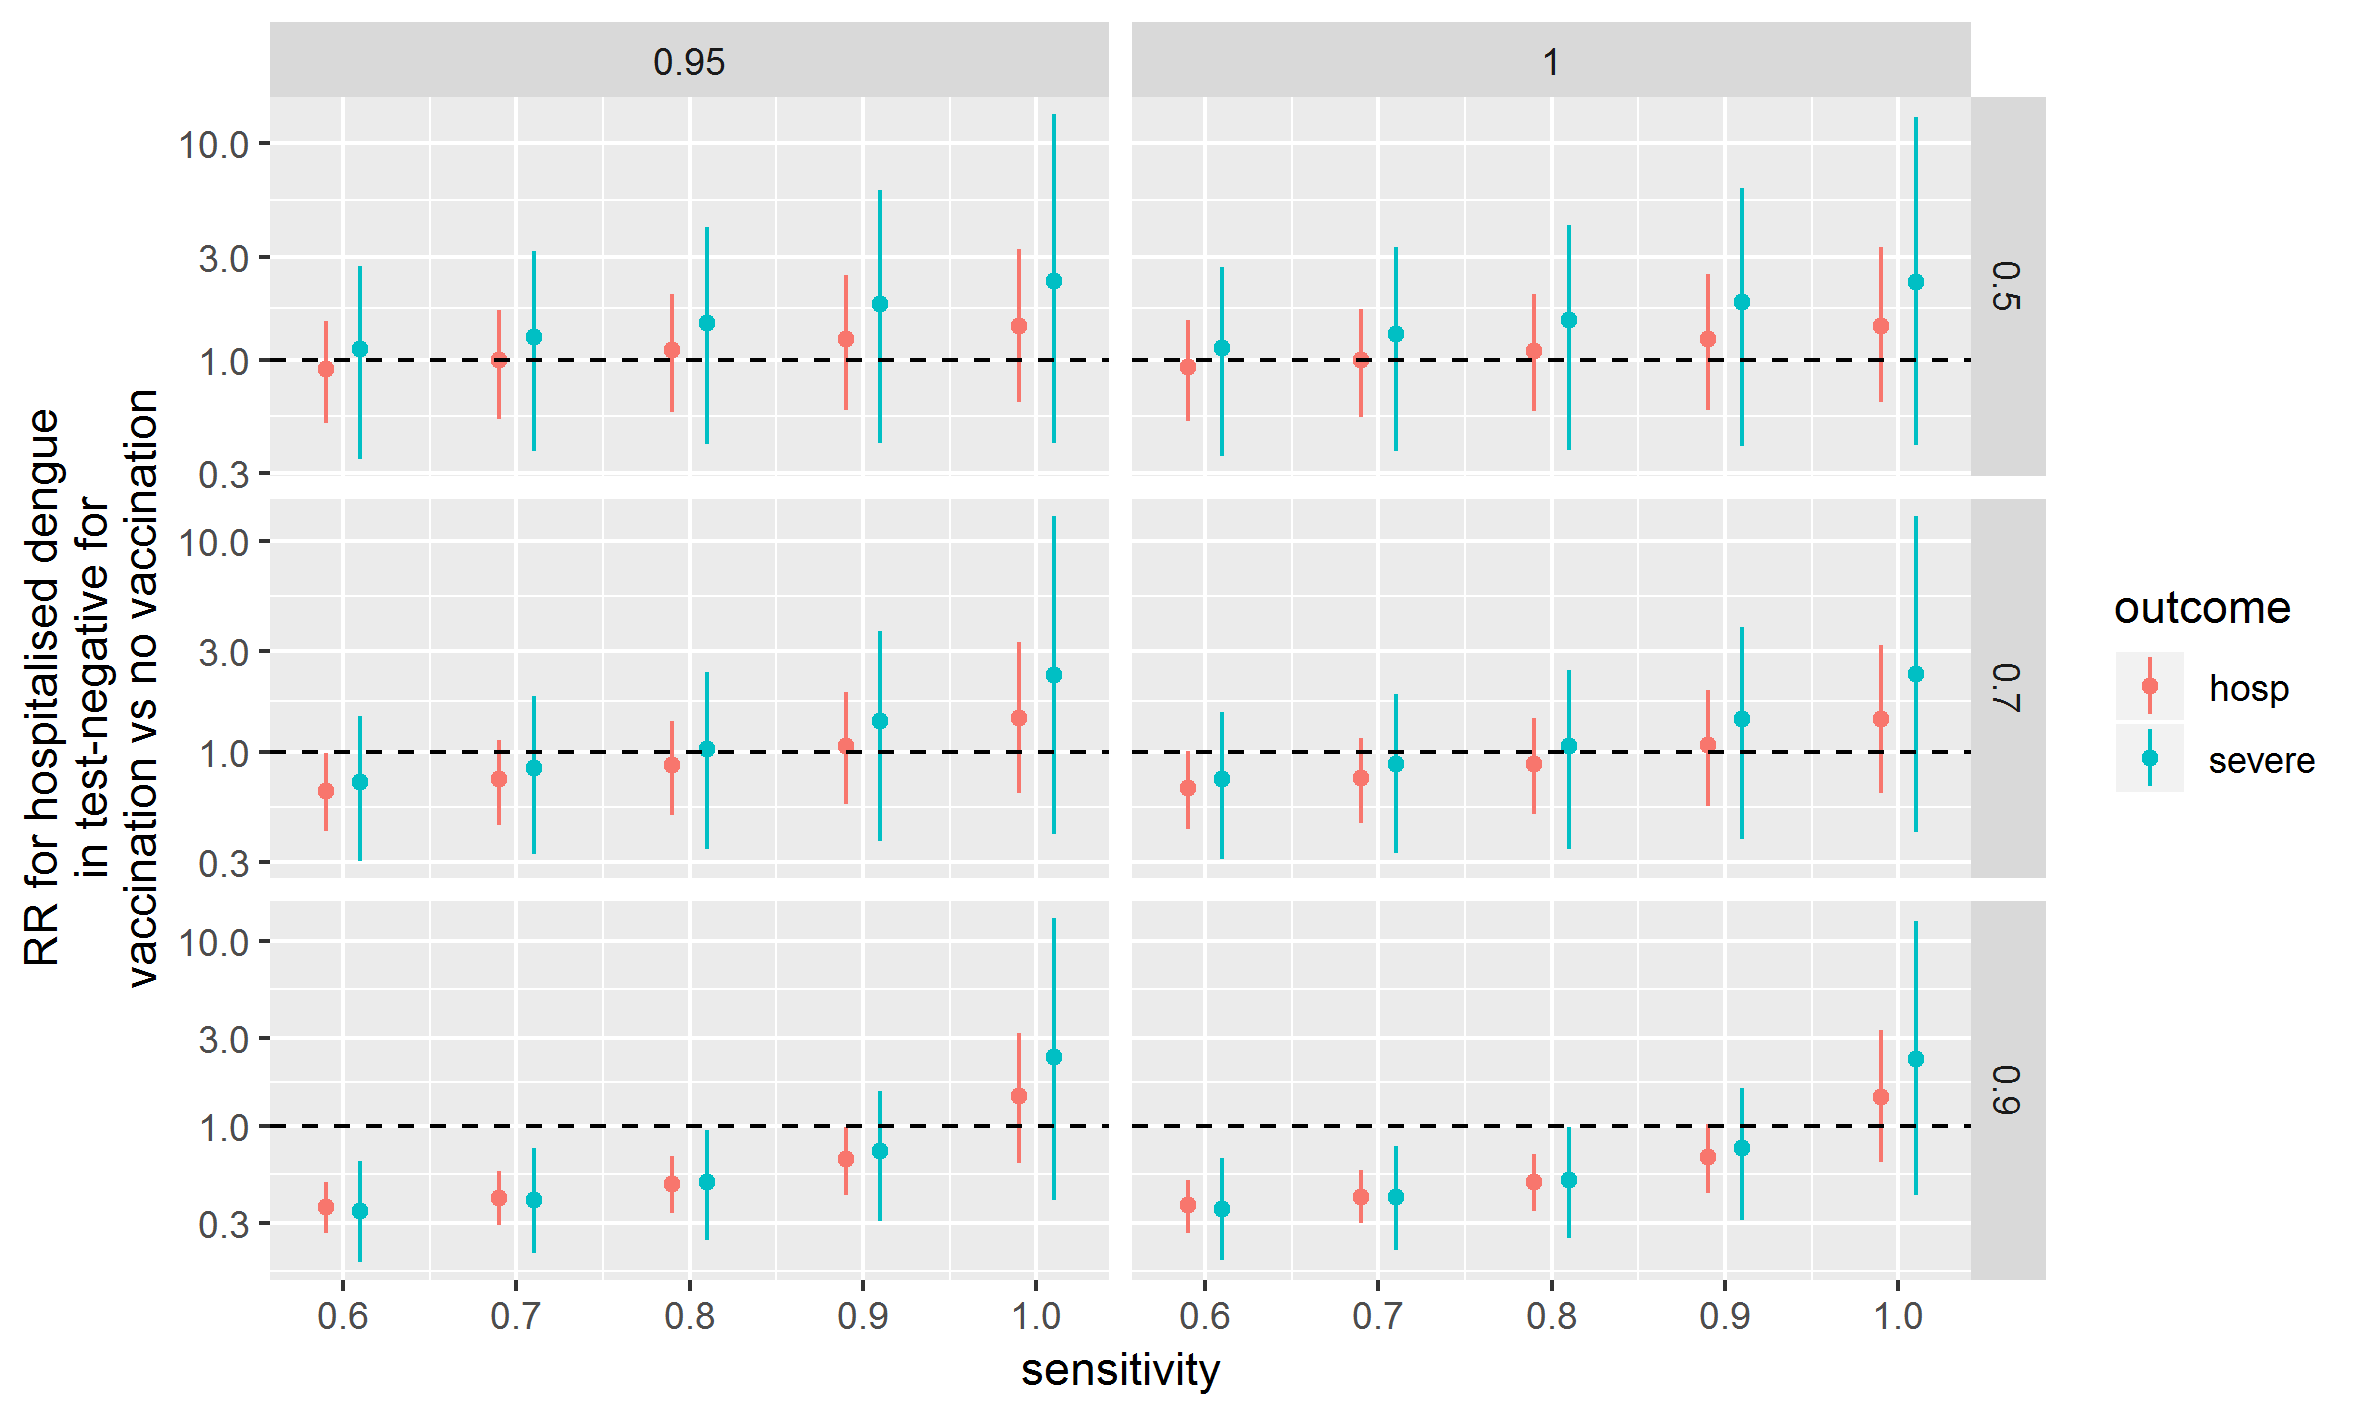 0.95
1
10.0
3.0
1.0
0.3
0.5
10.0
3.0
1.0
0.3
0.7
10.0
3.0
1.0
0.3
0.9
0.6 0.7 0.8 0.9 1.0
0.6 0.7 0.8 0.9 1.0
sensitivity
RR for hospitalised dengue
in test-negative for
vaccination vs no vaccination
outcome
hosp
severe